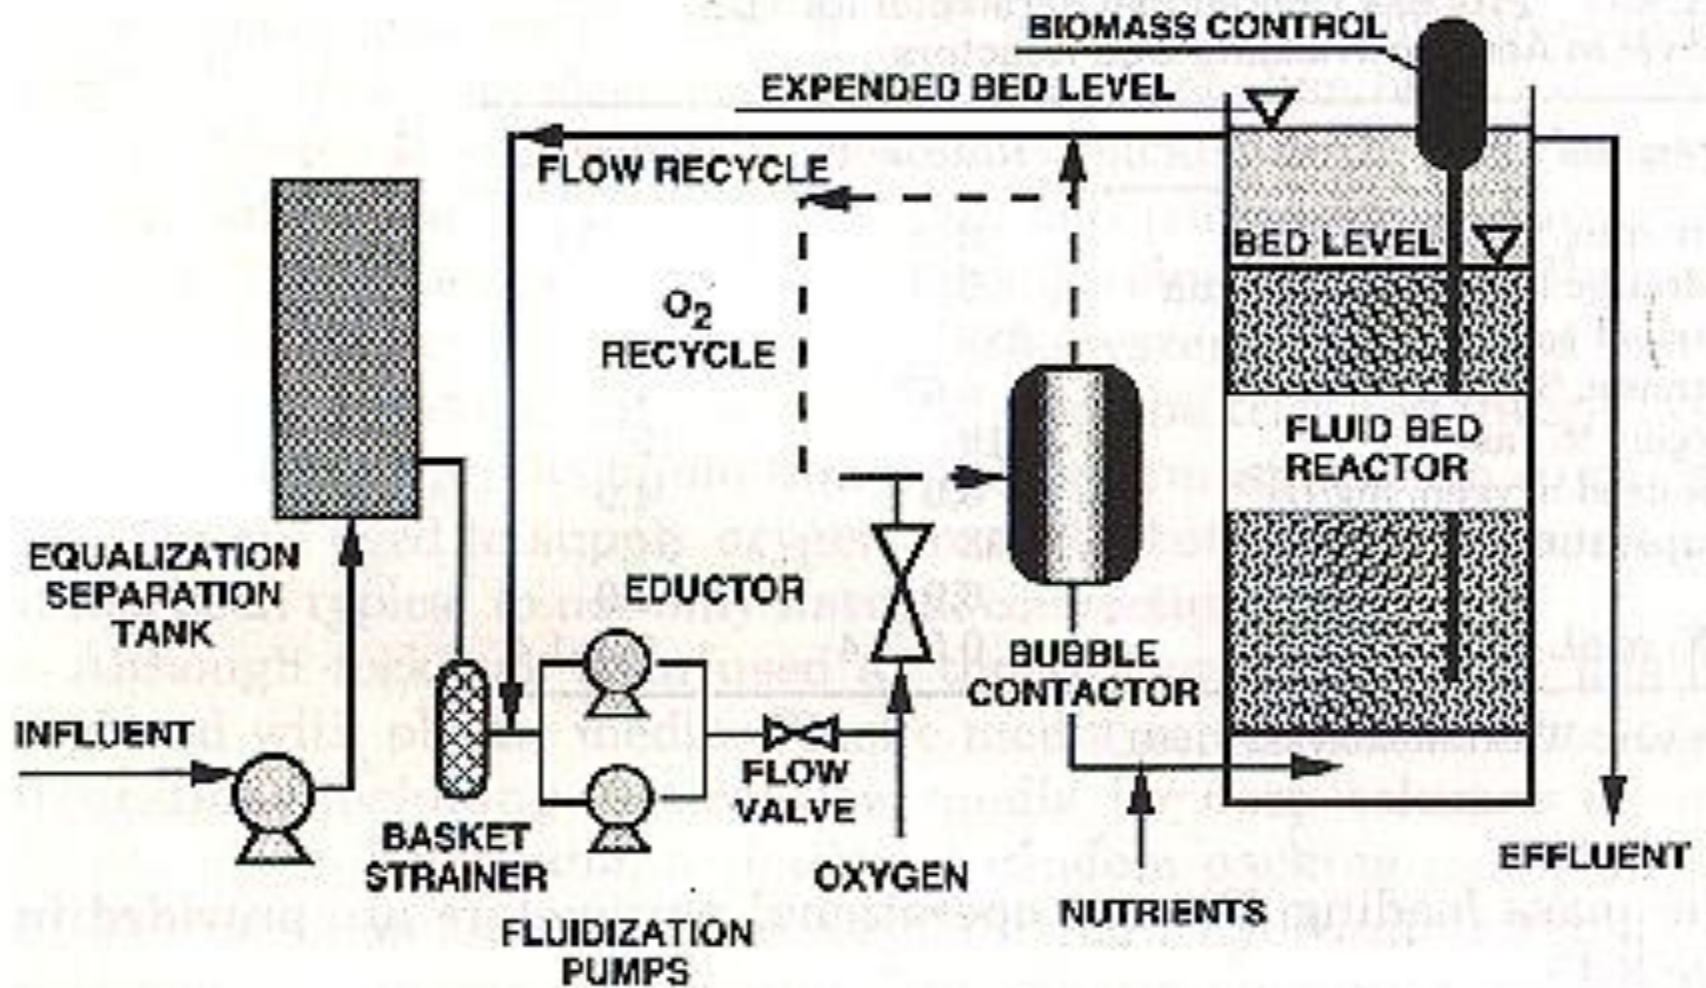 BIOMASS CONTROL
EXPENDED BED LEVEL
FLOW RECYCLE
BED LEVEL
O2
RECYCLE
FLUID BED
REACTOR
EQUALIZATION
SEPARATION
TANK
EDUCTOR
BUBBLE
CONTACTOR
INFLUENT
FLOW
VALVE
BASKET
STRAINER
OXYGEN
EFFLUENT
NUTRIENTS
FLUIDIZATION
PUMPS